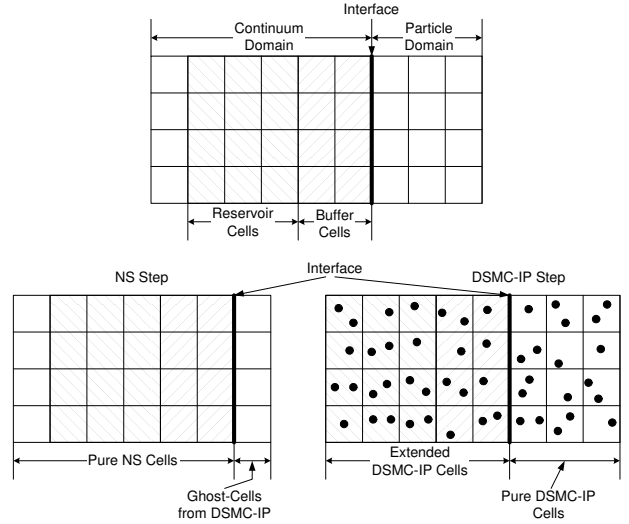 Interface
Continuum
Domain
Particle
Domain
Reservoir
Cells
Buffer
Cells
NS Step
Interface
DSMC-IP Step
Pure NS Cells
Ghost-Cells
from DSMC-IP
Extended
DSMC-IP Cells
Pure DSMC-IP
Cells